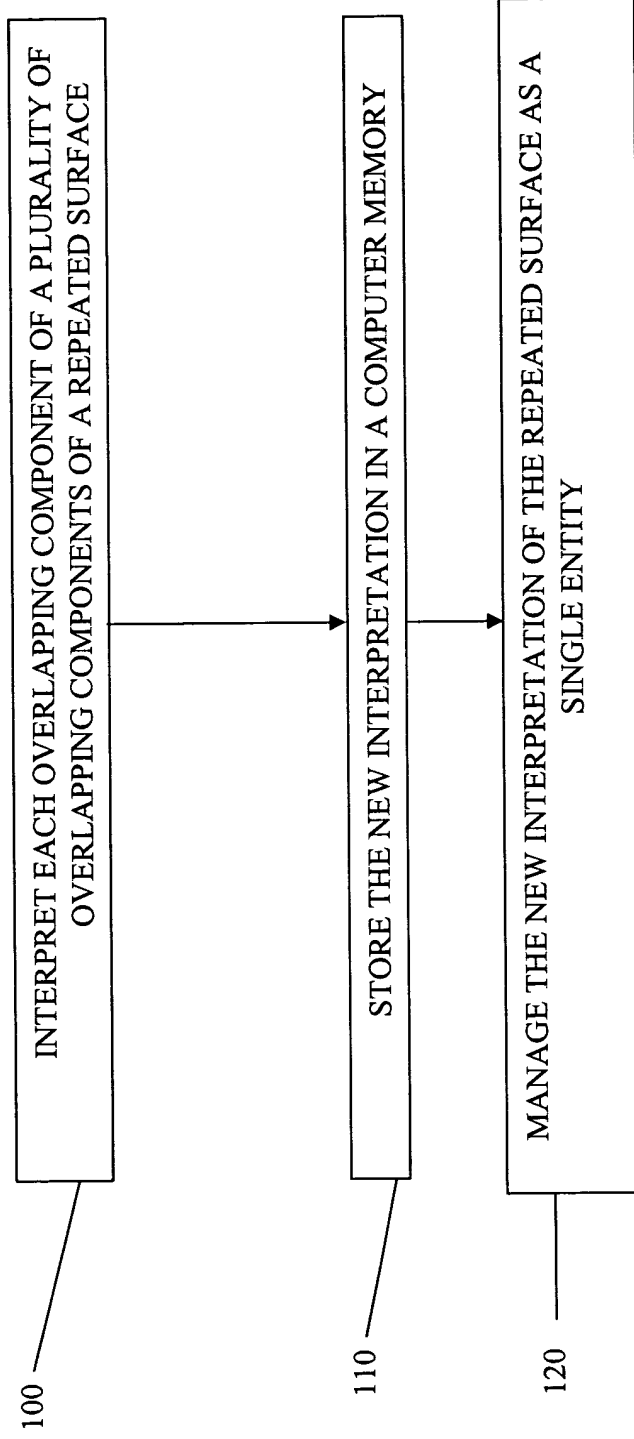 100
INTERPRET EACH OVERLAPPING COMPONENT OF A PLURALITY OF
OVERLAPPING COMPONENTS OF A REPEATED SURFACE
110
STORE THE NEW INTERPRETATION IN A COMPUTER MEMORY
120
MANAGE THE NEW INTERPRETATION OF THE REPEATED SURFACE AS A
SINGLE ENTITY